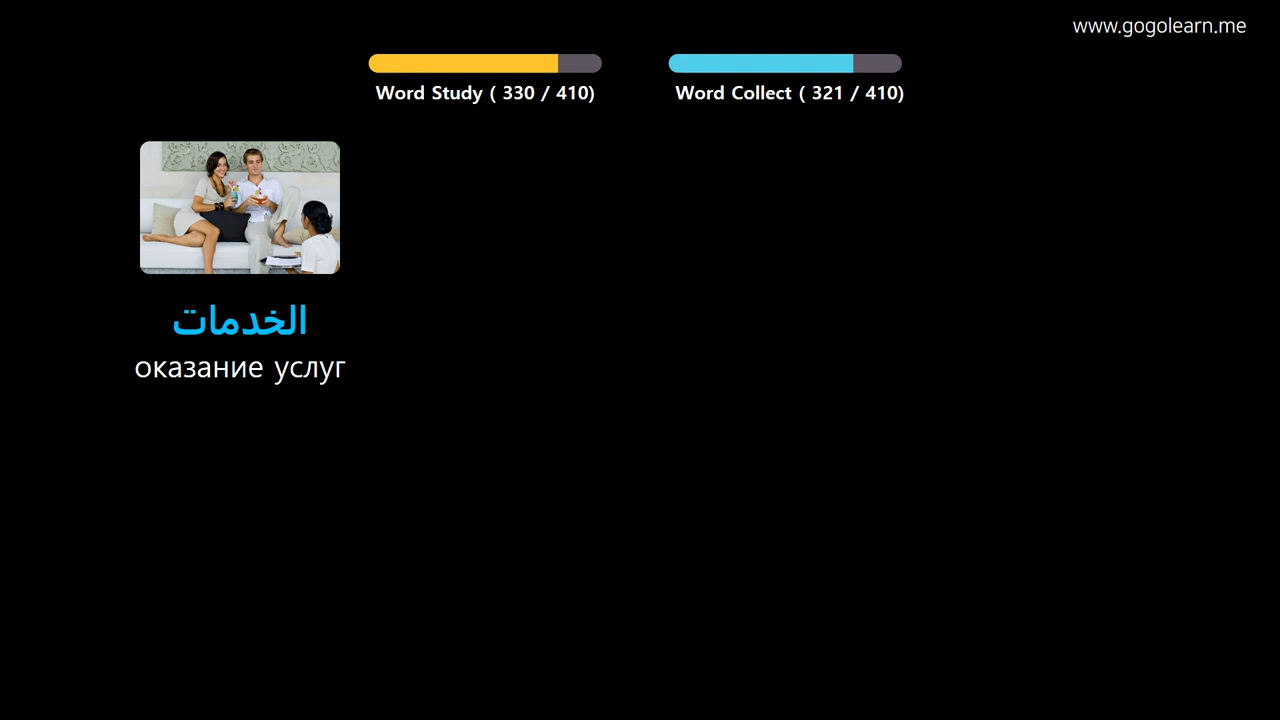 www.gogolearn.me
Word Study ( 330 / 410)
Word Collect ( 321 / 410)
الخدمات
оказание услуг